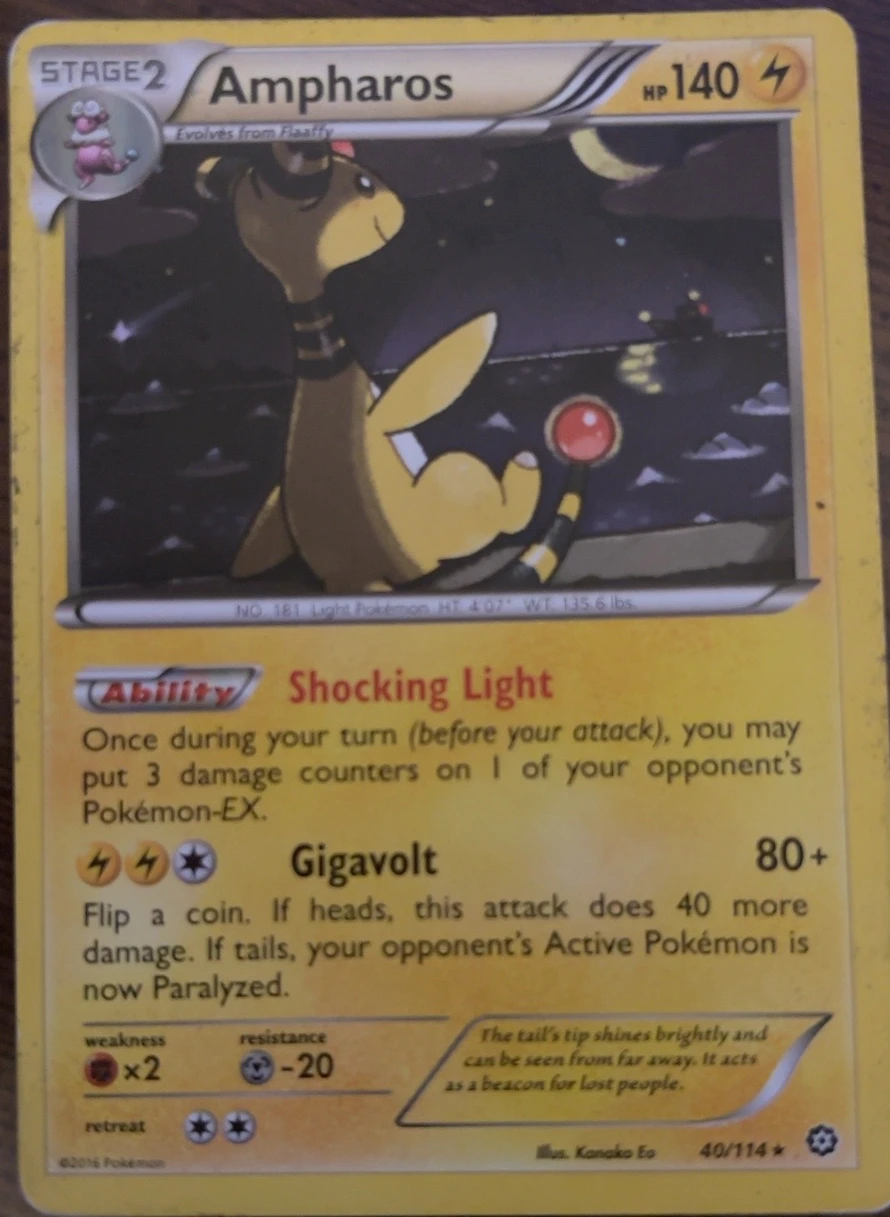 STAGE2
Ampharos
HP 140
Evolves from Flaaffy
NO. 181 Light Pokémon HT. 4'07" WT. 135.6 lbs.
Ability Shocking Light
Once during your turn (before your attack), you may
put 3 damage counters on 1 of your opponent's
Pokémon-EX.
Gigavolt 80+
Flip a coin. If heads, this attack does 40 more
damage. If tails, your opponent's Active Pokémon is
now Paralyzed.
weakness resistance
×2 -20
retreat
The tail's tip shines brightly and
can be seen from far away. It acts
as a beacon for lost people.
©2016 Pokémon
Illus. Kanako Eo 40/114 ★